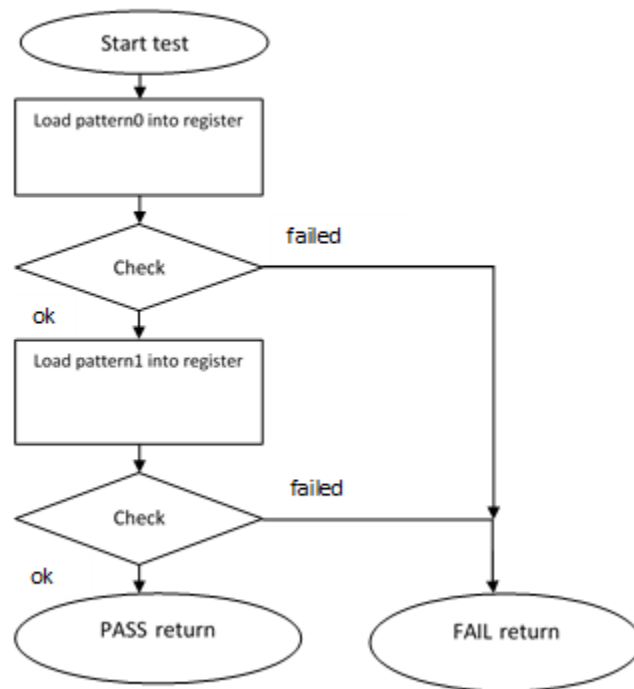 Start test
Load pattern0 into register
Check
failed
ok
Load pattern1 into register
Check
failed
ok
PASS return
FAIL return